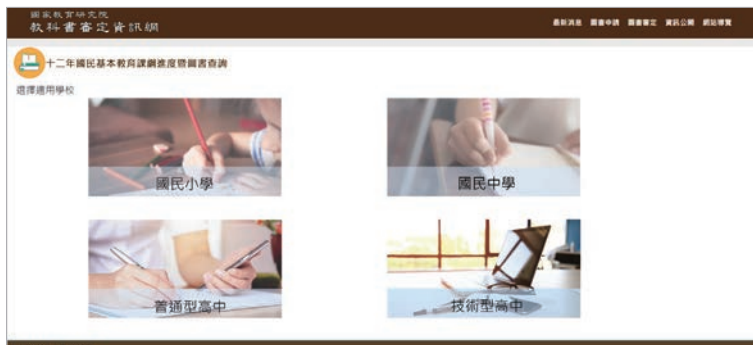 國家教育研究院
教科書審定資訊網
最新消息 圖書申請 圖書審定 資訊公開 網站導覽
十二年國民基本教育課綱進度暨圖書查詢
選擇適用學校
國民小學
國民中學
普通型高中
技術型高中